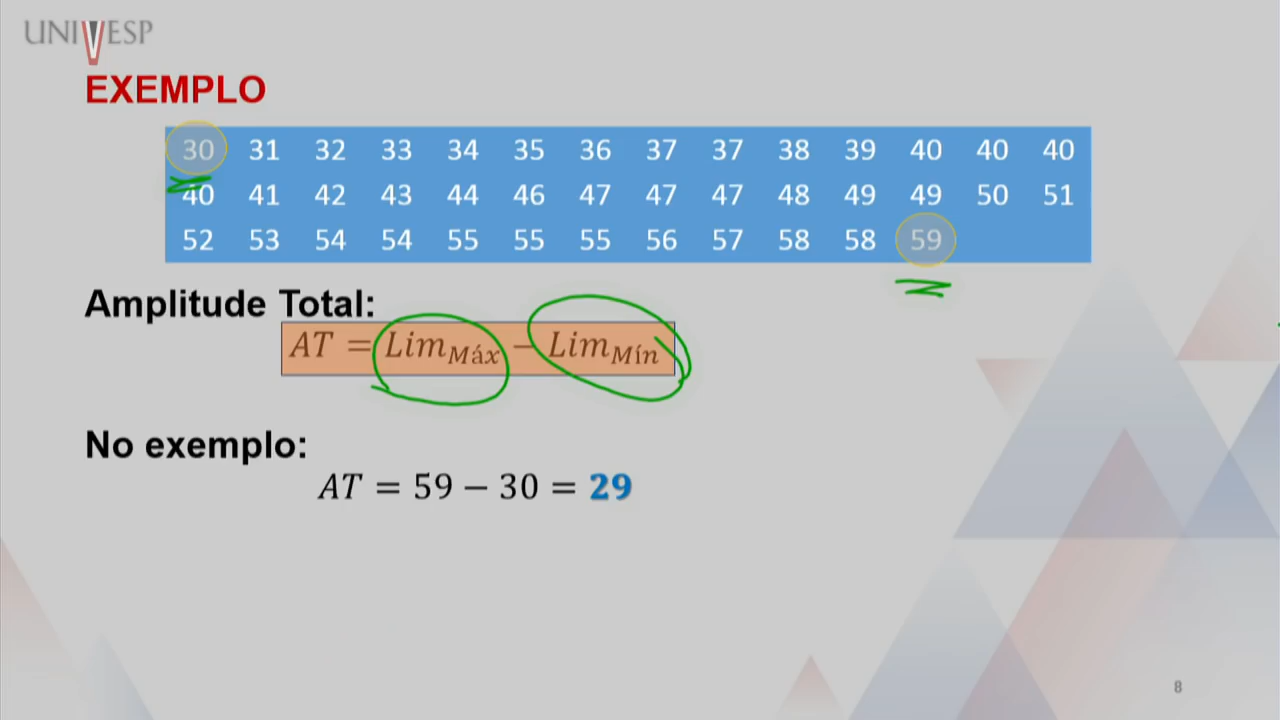 UNIVESP
EXEMPLO
30 31 32 33 34 35 36 37 37 38 39 40 40 40
40 41 42 43 44 46 47 47 47 48 49 49 50 51
52 53 54 54 55 55 55 56 57 58 58 59
Amplitude Total:
AT = Lim_Máx − Lim_Mín
No exemplo:
AT = 59 − 30 = 29
8